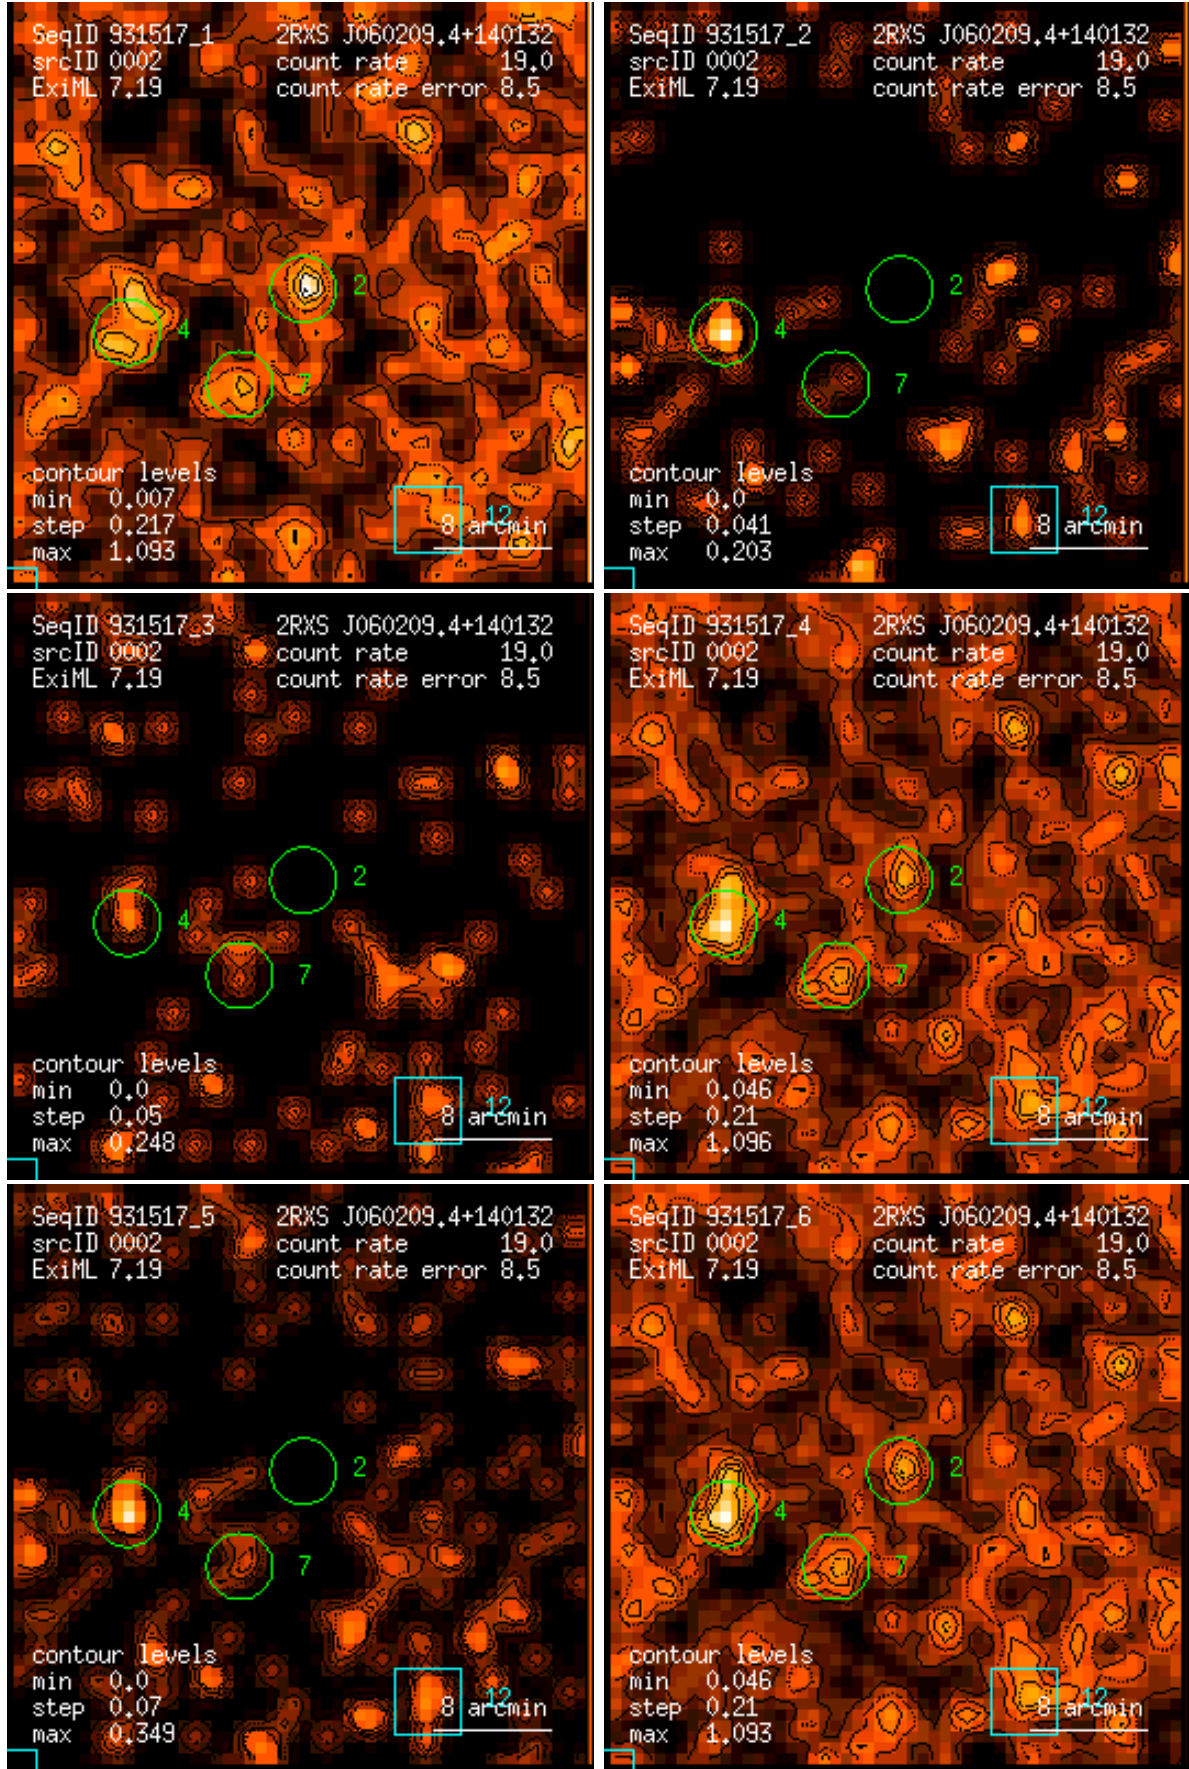 SeqID 931517_1 2RXS J060209.4+140132
srcID 0002 count rate 19.0
ExiML 7.19 count rate error 8.5
2
4
7
contour levels
min 0.007
step 0.217 12
8 arcmin
max 1.093
SeqID 931517_2 2RXS J060209.4+140132
srcID 0002 count rate 19.0
ExiML 7.19 count rate error 8.5
2
4
7
contour levels
min 0.0
step 0.041 12
8 arcmin
max 0.203
SeqID 931517_3 2RXS J060209.4+140132
srcID 0002 count rate 19.0
ExiML 7.19 count rate error 8.5
2
4
7
contour levels
min 0.0
step 0.05 12
8 arcmin
max 0.248
SeqID 931517_4 2RXS J060209.4+140132
srcID 0002 count rate 19.0
ExiML 7.19 count rate error 8.5
2
4
7
contour levels
min 0.046
step 0.21 12
8 arcmin
max 1.096
SeqID 931517_5 2RXS J060209.4+140132
srcID 0002 count rate 19.0
ExiML 7.19 count rate error 8.5
2
4
7
contour levels
min 0.0
step 0.07 12
8 arcmin
max 0.349
SeqID 931517_6 2RXS J060209.4+140132
srcID 0002 count rate 19.0
ExiML 7.19 count rate error 8.5
2
4
7
contour levels
min 0.046
step 0.21 12
8 arcmin
max 1.093